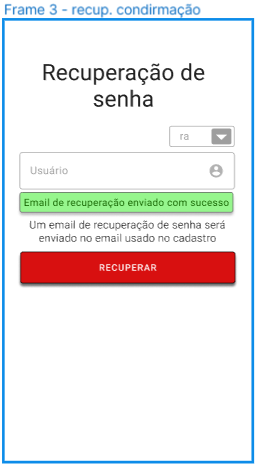 Frame 3 - recup. condirmação
Recuperação de
senha
ra
Usuário
Email de recuperação enviado com sucesso
Um email de recuperação de senha será
enviado no email usado no cadastro
RECUPERAR